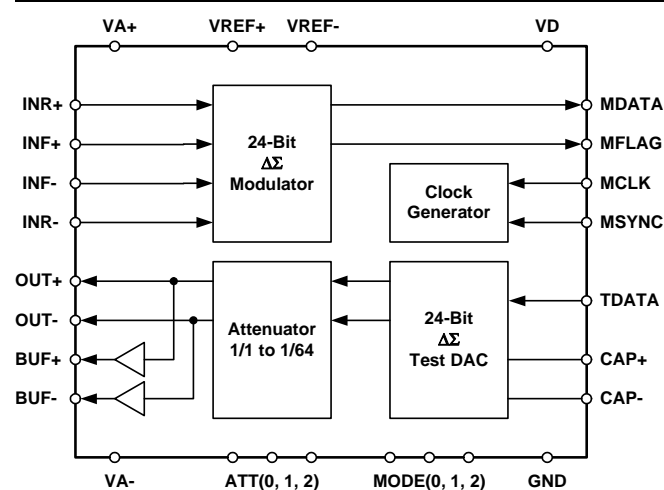 VA+ VREF+ VREF- VD
INR+
INF+
INF-
INR-
24-Bit
ΔΣ
Modulator
MDATA
MFLAG
MCLK
MSYNC
Clock
Generator
OUT+
OUT-
BUF+
BUF-
Attenuator
1/1 to 1/64
24-Bit
ΔΣ
Test DAC
TDATA
CAP+
CAP-
VA- ATT(0, 1, 2) MODE(0, 1, 2) GND